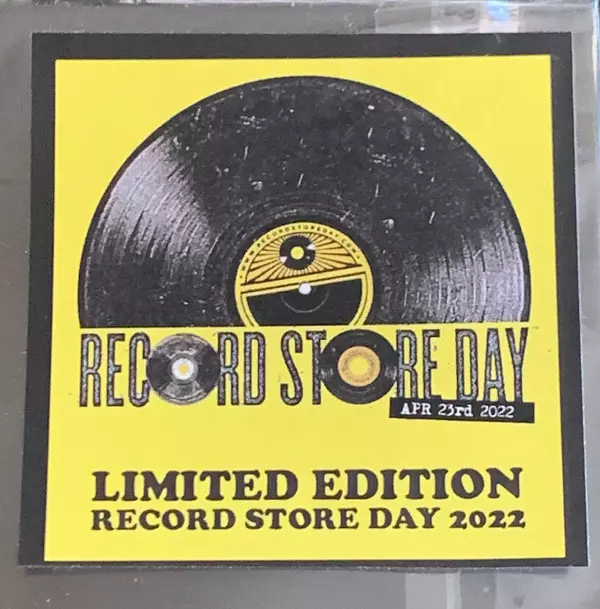 WWW.RECORDSTOREDAY.COM
RECORD STORE DAY
APR 23rd 2022
LIMITED EDITION
RECORD STORE DAY 2022